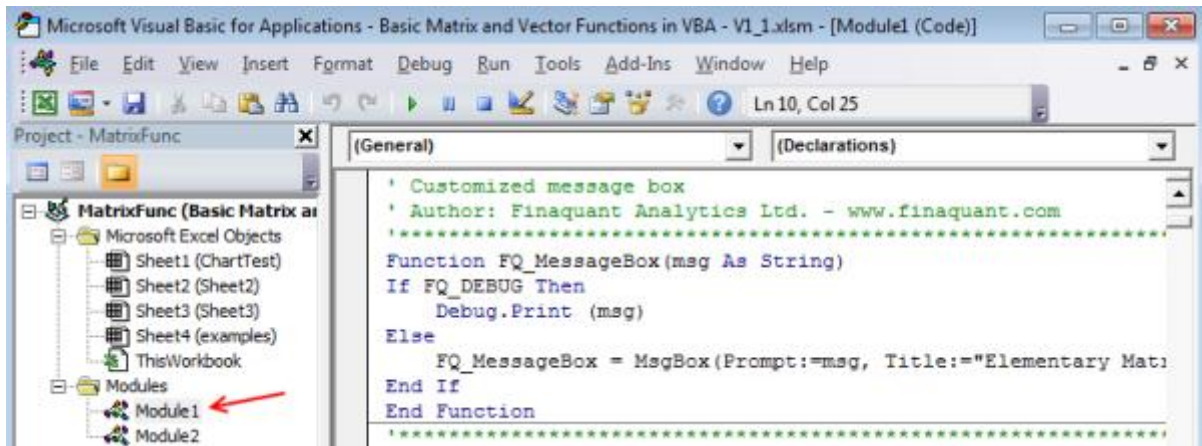 Microsoft Visual Basic for Applications - Basic Matrix and Vector Functions in VBA - V1_1.xlsm - [Module1 (Code)]
File Edit View Insert Format Debug Run Tools Add-Ins Window Help
Ln 10, Col 25
Project - MatrixFunc
MatrixFunc (Basic Matrix ar
Microsoft Excel Objects
Sheet1 (ChartTest)
Sheet2 (Sheet2)
Sheet3 (Sheet3)
Sheet4 (examples)
ThisWorkbook
Modules
Module1
Module2
(General) (Declarations)
' Customized message box
' Author: Finaquant Analytics Ltd. - www.finaquant.com
'*******************************************************************
Function FQ_MessageBox(msg As String)
If FQ_DEBUG Then
Debug.Print (msg)
Else
FQ_MessageBox = MsgBox(Prompt:=msg, Title:="Elementary Mat
End If
End Function
'*******************************************************************